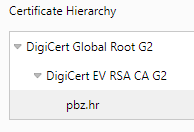 Certificate Hierarchy
DigiCert Global Root G2
DigiCert EV RSA CA G2
pbz.hr